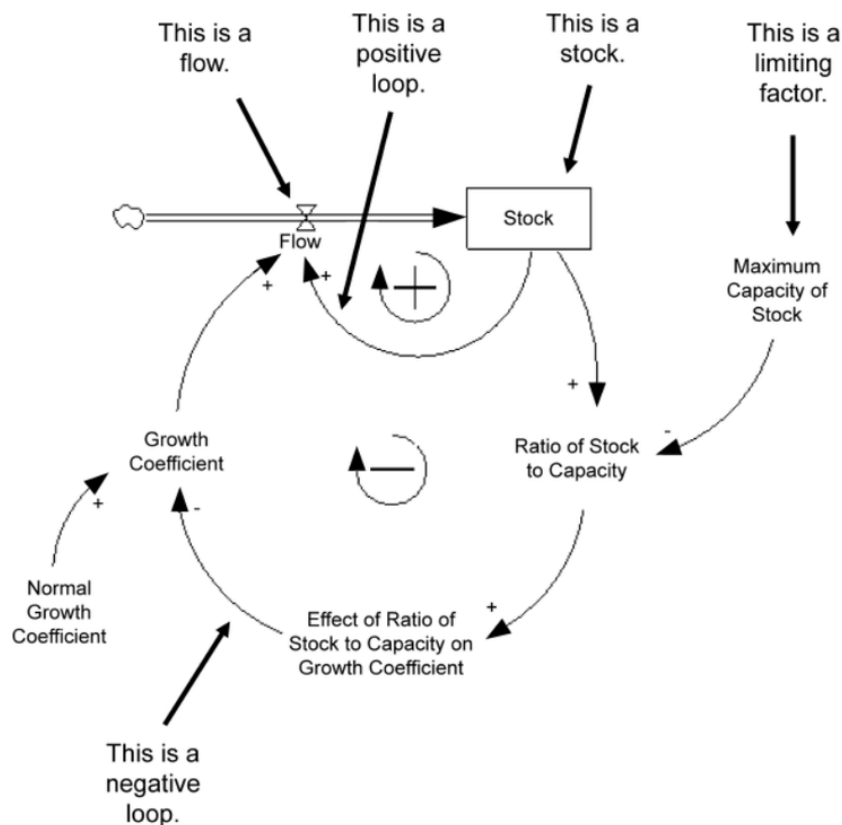 This is a
flow.
This is a
positive
loop.
This is a
stock.
This is a
limiting
factor.
Stock
Flow
+
+
+
Maximum
Capacity of
Stock
+
-
Growth
Coefficient
Ratio of Stock
to Capacity
-
+
-
Normal
Growth
Coefficient
Effect of Ratio of
Stock to Capacity on
Growth Coefficient
+
This is a
negative
loop.